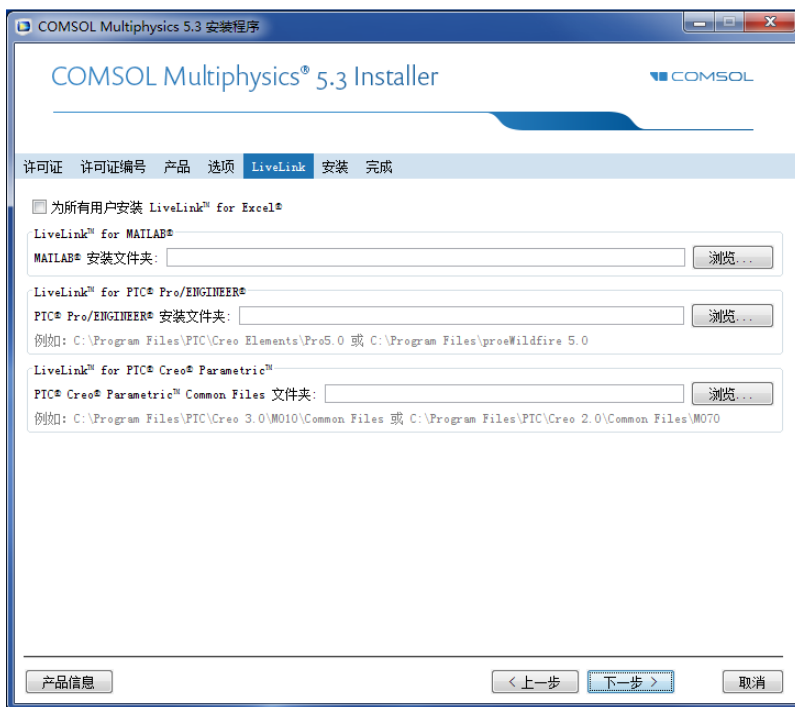 COMSOL Multiphysics 5.3 安装程序
COMSOL Multiphysics® 5.3 Installer
COMSOL
许可证 许可证编号 产品 选项 LiveLink 安装 完成
为所有用户安装 LiveLink™ for Excel®
LiveLink™ for MATLAB®
MATLAB® 安装文件夹: 浏览...
LiveLink™ for PTC® Pro/ENGINEER®
PTC® Pro/ENGINEER® 安装文件夹: 浏览...
例如: C:\Program Files\PTC\Creo Elements\Pro5.0 或 C:\Program Files\proeWildfire 5.0
LiveLink™ for PTC® Creo® Parametric™
PTC® Creo® Parametric™ Common Files 文件夹: 浏览...
例如: C:\Program Files\PTC\Creo 3.0\M010\Common Files 或 C:\Program Files\PTC\Creo 2.0\Common Files\M070
产品信息 <上一步 下一步> 取消